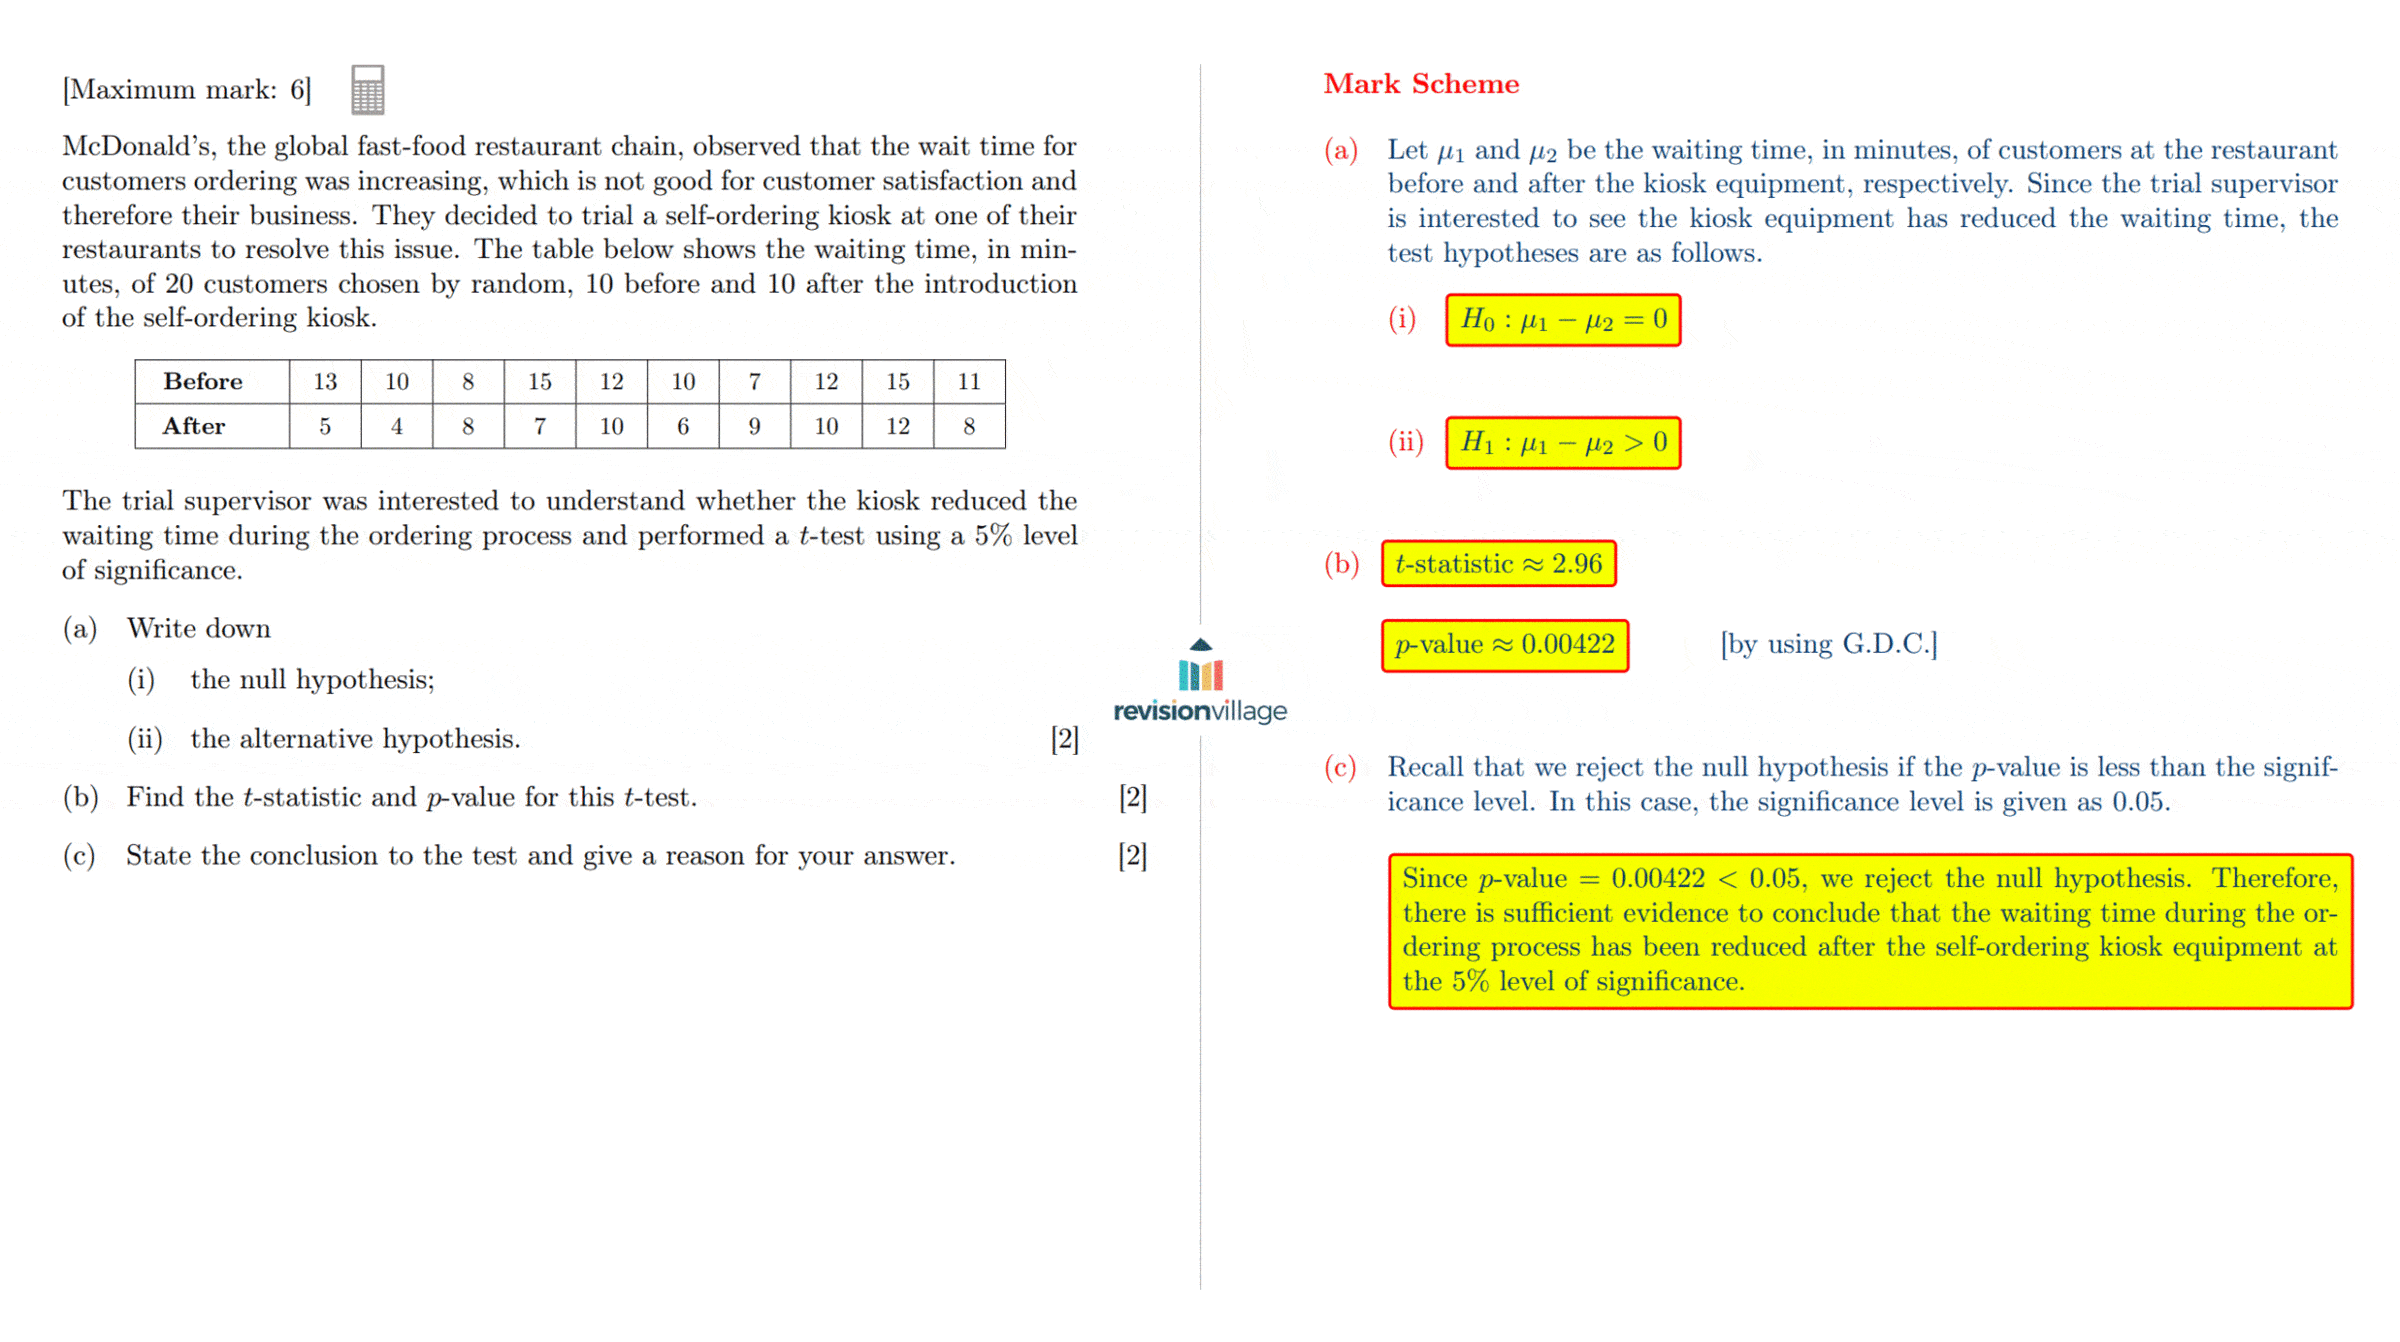 [Maximum mark: 6]
McDonald's, the global fast-food restaurant chain, observed that the wait time for
customers ordering was increasing, which is not good for customer satisfaction and
therefore their business. They decided to trial a self-ordering kiosk at one of their
restaurants to resolve this issue. The table below shows the waiting time, in min-
utes, of 20 customers chosen by random, 10 before and 10 after the introduction
of the self-ordering kiosk.
Before 13 10 8 15 12 10 7 12 15 11
After 5 4 8 7 10 6 9 10 12 8
The trial supervisor was interested to understand whether the kiosk reduced the
waiting time during the ordering process and performed a t-test using a 5% level
of significance.
(a) Write down
(i) the null hypothesis;
(ii) the alternative hypothesis. [2]
(b) Find the t-statistic and p-value for this t-test. [2]
(c) State the conclusion to the test and give a reason for your answer. [2]
revisionvillage
Mark Scheme
(a) Let μ₁ and μ₂ be the waiting time, in minutes, of customers at the restaurant
before and after the kiosk equipment, respectively. Since the trial supervisor
is interested to see the kiosk equipment has reduced the waiting time, the
test hypotheses are as follows.
(i) H₀ : μ₁ − μ₂ = 0
(ii) H₁ : μ₁ − μ₂ > 0
(b) t-statistic ≈ 2.96
p-value ≈ 0.00422 [by using G.D.C.]
(c) Recall that we reject the null hypothesis if the p-value is less than the signif-
icance level. In this case, the significance level is given as 0.05.
Since p-value = 0.00422 < 0.05, we reject the null hypothesis. Therefore,
there is sufficient evidence to conclude that the waiting time during the or-
dering process has been reduced after the self-ordering kiosk equipment at
the 5% level of significance.